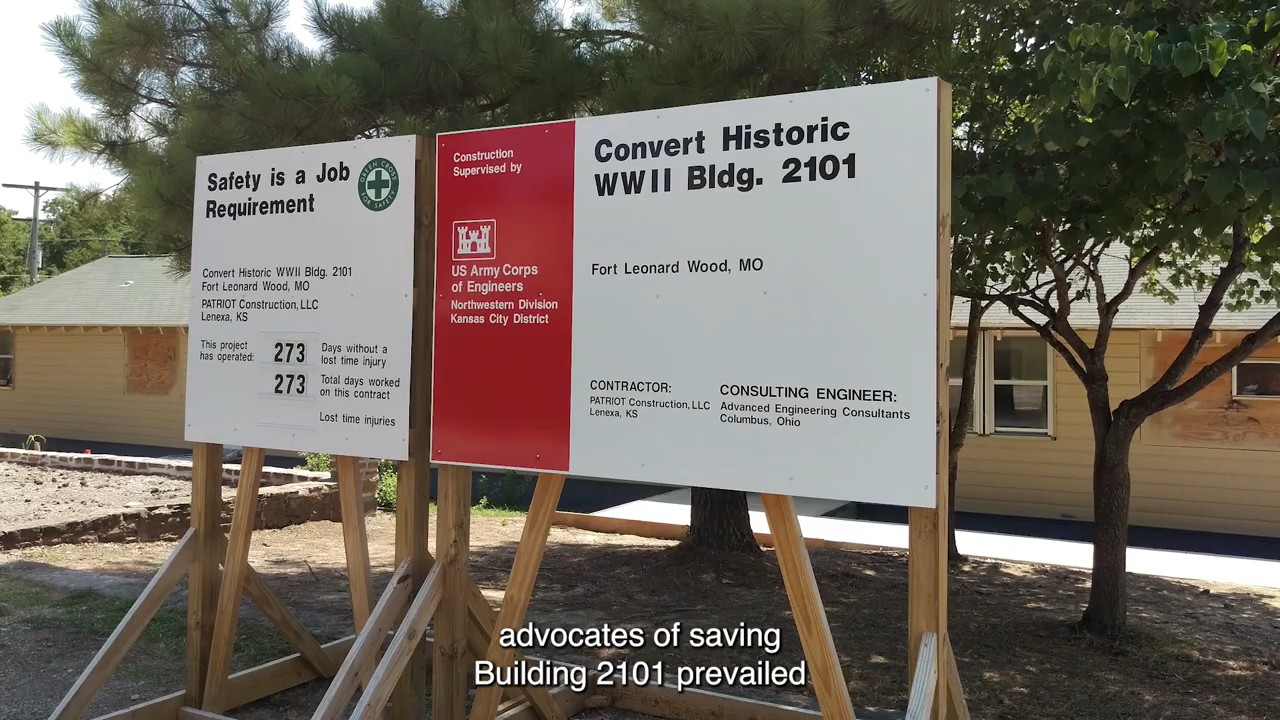 Safety is a Job
Requirement
GREEN CROSS
FOR SAFETY
Convert Historic WWII Bldg. 2101
Fort Leonard Wood, MO
PATRIOT Construction, LLC
Lenexa, KS
This project
has operated:
273
Days without a
lost time injury
273
Total days worked
on this contract
Lost time injuries
Construction
Supervised by
US Army Corps
of Engineers
Northwestern Division
Kansas City District
Convert Historic
WWII Bldg. 2101
Fort Leonard Wood, MO
CONTRACTOR:
PATRIOT Construction, LLC
Lenexa, KS
CONSULTING ENGINEER:
Advanced Engineering Consultants
Columbus, Ohio
advocates of saving
Building 2101 prevailed